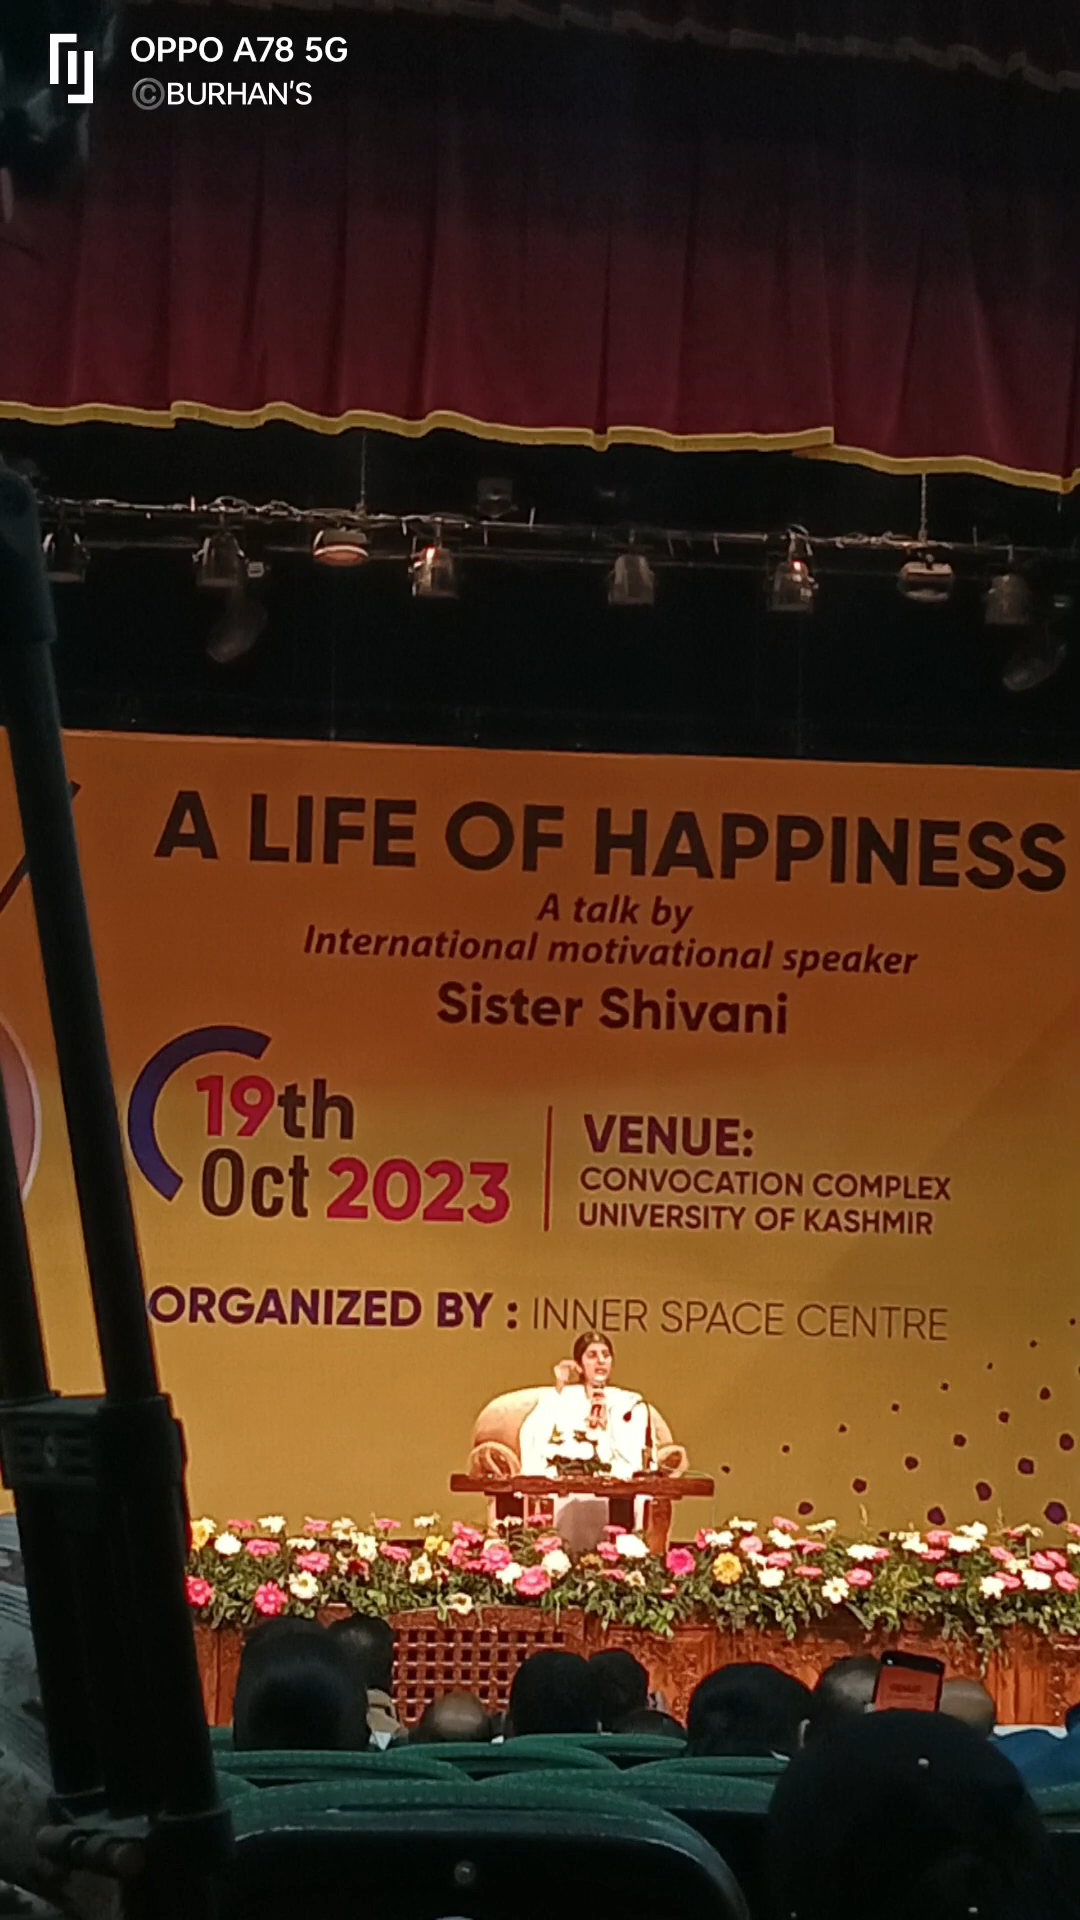 OPPO A78 5G
©BURHAN'S
A LIFE OF HAPPINESS
A talk by
International motivational speaker
Sister Shivani
19th
Oct 2023
VENUE:
CONVOCATION COMPLEX
UNIVERSITY OF KASHMIR
ORGANIZED BY : INNER SPACE CENTRE